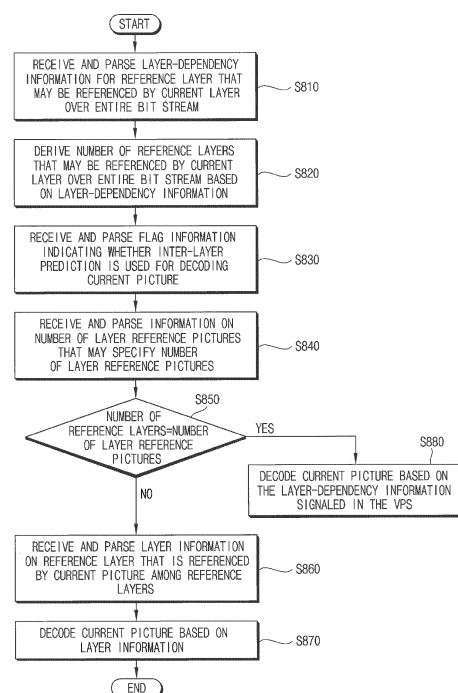 START
RECEIVE AND PARSE LAYER-DEPENDENCY
INFORMATION FOR REFERENCE LAYER THAT
MAY BE REFERENCED BY CURRENT LAYER
OVER ENTIRE BIT STREAM
S810
DERIVE NUMBER OF REFERENCE LAYERS
THAT MAY BE REFERENCED BY CURRENT
LAYER OVER ENTIRE BIT STREAM BASED
ON LAYER-DEPENDENCY INFORMATION
S820
RECEIVE AND PARSE FLAG INFORMATION
INDICATING WHETHER INTER-LAYER
PREDICTION IS USED FOR DECODING
CURRENT PICTURE
S830
RECEIVE AND PARSE INFORMATION ON
NUMBER OF LAYER REFERENCE PICTURES
THAT MAY SPECIFY NUMBER
OF LAYER REFERENCE PICTURES
S840
S850
NUMBER OF
REFERENCE LAYERS=NUMBER
OF LAYER REFERENCE
PICTURES
YES
S880
DECODE CURRENT PICTURE BASED ON
THE LAYER-DEPENDENCY INFORMATION
SIGNALED IN THE VPS
NO
RECEIVE AND PARSE LAYER INFORMATION
ON REFERENCE LAYER THAT IS REFERENCED
BY CURRENT PICTURE AMONG REFERENCE
LAYERS
S860
DECODE CURRENT PICTURE BASED ON
LAYER INFORMATION
S870
END